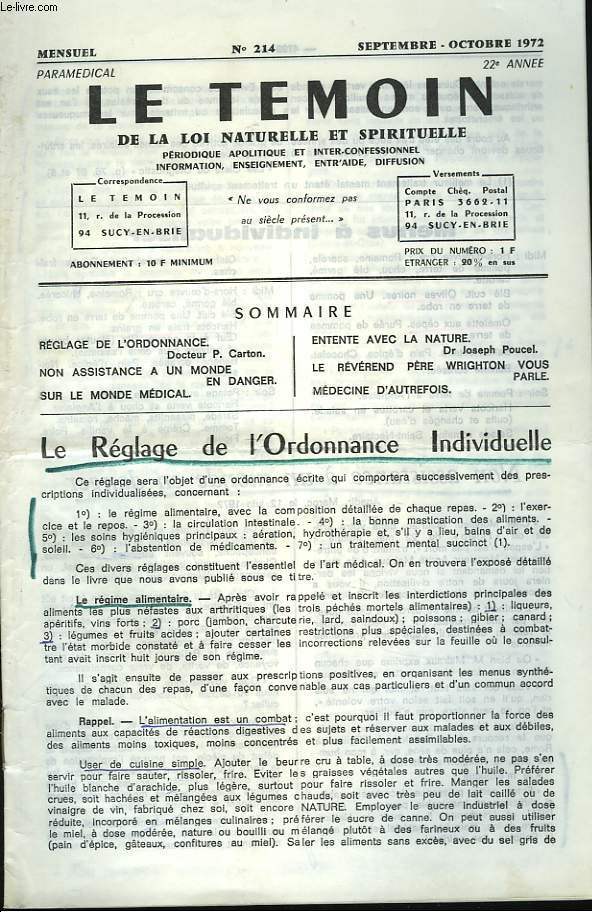 Le-livre.com
MENSUEL
No 214
SEPTEMBRE - OCTOBRE 1972
PARAMEDICAL
22e ANNEE
LE TEMOIN
DE LA LOI NATURELLE ET SPIRITUELLE
PÉRIODIQUE APOLITIQUE ET INTER-CONFESSIONNEL
INFORMATION, ENSEIGNEMENT, ENTR'AIDE, DIFFUSION
Correspondance
LE TEMOIN
11, r. de la Procession
94 SUCY-EN-BRIE
ABONNEMENT : 10 F MINIMUM
« Ne vous conformez pas
au siècle présent... »
Versements
Compte Chèq. Postal
PARIS 3662-11
11, r. de la Procession
94 SUCY-EN-BRIE
PRIX DU NUMÉRO : 1 F
ETRANGER : 20% en sus
SOMMAIRE
RÉGLAGE DE L'ORDONNANCE.
Docteur P. Carton.
NON ASSISTANCE A UN MONDE
EN DANGER.
SUR LE MONDE MÉDICAL.
ENTENTE AVEC LA NATURE.
Dr Joseph Poucel.
LE RÉVÉREND PÈRE WRIGHTON VOUS
PARLE.
MÉDECINE D'AUTREFOIS.
Le Réglage de l'Ordonnance Individuelle
Ce réglage sera l'objet d'une ordonnance écrite qui comportera successivement des pres-
criptions individualisées, concernant :
1o) : le régime alimentaire, avec la composition détaillée de chaque repas. - 2o) : l'exer-
cice et le repos. - 3o) : la circulation intestinale. - 4o) : la bonne mastication des aliments. -
5o) : les soins hygiéniques principaux : aération, hydrothérapie et, s'il y a lieu, bains d'air et de
soleil. - 6o) : l'abstention de médicaments. - 7o) : un traitement mental succinct (1).
Ces divers réglages constituent l'essentiel de l'art médical. On en trouvera l'exposé détaillé
dans le livre que nous avons publié sous ce titre.
Le régime alimentaire. — Après avoir rappelé et inscrit les interdictions principales des
aliments les plus néfastes aux arthritiques (les trois péchés mortels alimentaires) : 1) : liqueurs,
apéritifs, vins forts ; 2) : porc (jambon, charcuterie, lard, saindoux) ; poissons ; gibier ; canard ;
3) : légumes et fruits acides ; ajouter certaines restrictions plus spéciales, destinées à combat-
tre l'état morbide constaté et à faire cesser les incorrections relevées sur la feuille où le consul-
tant avait inscrit huit jours de son régime.
Il s'agit ensuite de passer aux prescriptions positives, en organisant les menus synthé-
tiques de chacun des repas, d'une façon convenable aux cas particuliers et d'un commun accord
avec le malade.
Rappel. — L'alimentation est un combat ; c'est pourquoi il faut proportionner la force des
aliments aux capacités de réactions digestives des sujets et réserver aux malades et aux débiles,
des aliments moins toxiques, moins concentrés et plus facilement assimilables.
User de cuisine simple. Ajouter le beurre cru à table, à dose très modérée, ne pas s'en
servir pour faire sauter, rissoler, frire. Eviter les graisses végétales autres que l'huile. Préférer
l'huile blanche d'arachide, plus légère, surtout pour faire rissoler et frire. Manger les salades
crues, soit hachées et mélangées aux légumes chauds, soit avec très peu de lait caillé ou de
vinaigre de vin, fabriqué chez soi, soit encore NATURE. Employer le sucre industriel à dose
réduite, incorporé en mélanges culinaires ; préférer le sucre de canne. On peut aussi utiliser
le miel, à dose modérée, nature ou bouilli ou mélangé plutôt à des farineux ou à des fruits
(pain d'épice, gâteaux, confitures au miel). Saler les aliments sans excès, avec du sel gris de